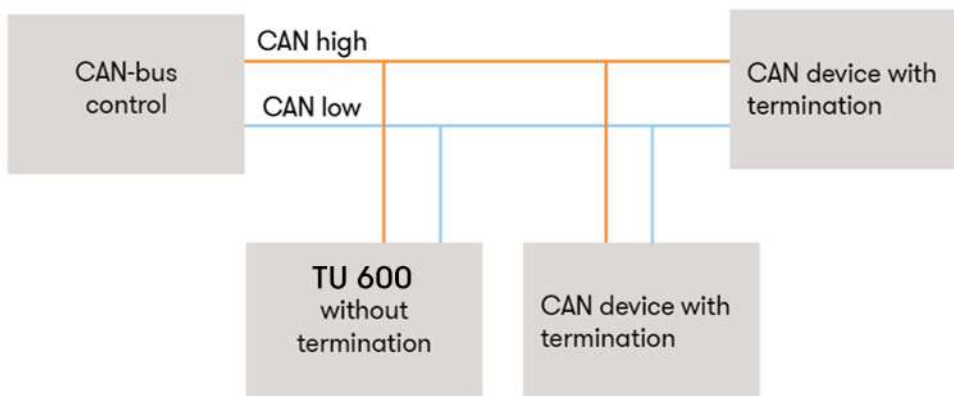 CAN-bus
control
CAN high
CAN low
CAN device with
termination
TU 600
without
termination
CAN device with
termination